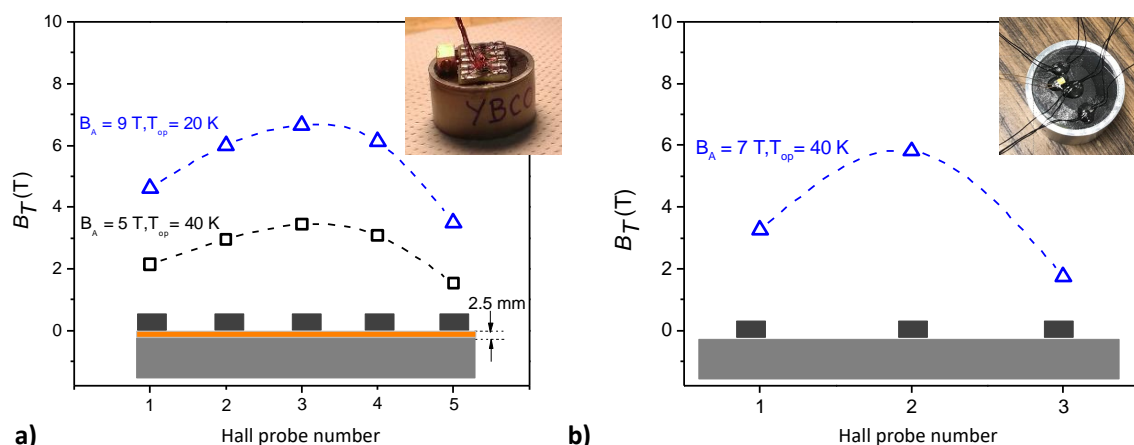 10
8
6
4
2
0
B_T(T)
B_A = 9 T,T_op= 20 K
B_A = 5 T,T_op= 40 K
YBCO
2.5 mm
1 2 3 4 5
Hall probe number
a)
10
8
6
4
2
0
B_T(T)
B_A = 7 T,T_op= 40 K
1 2 3
Hall probe number
b)